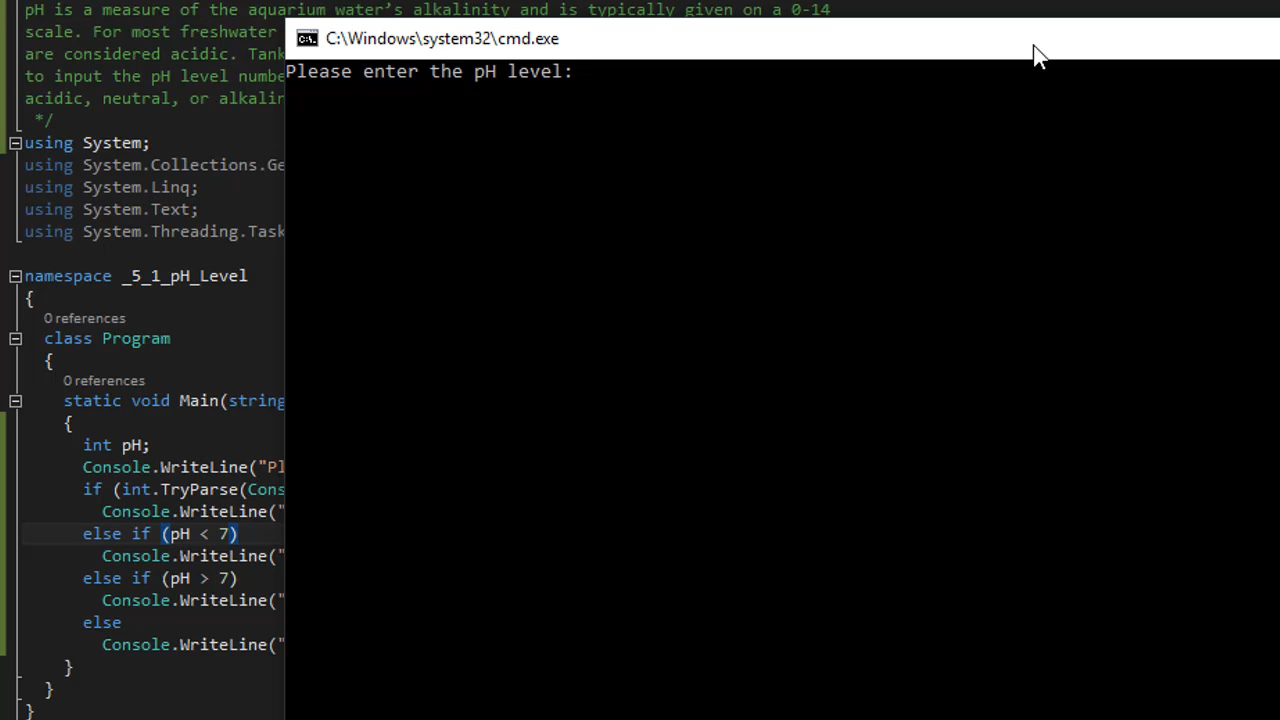 pH is a measure of the aquarium water's alkalinity and is typically given on a 0-14
scale. For most freshwater
are considered acidic. Tank
to input the pH level numbe
acidic, neutral, or alkalin
*/
C:\Windows\system32\cmd.exe
Please enter the pH level:
using System;
using System.Collections.Ge
using System.Linq;
using System.Text;
using System.Threading.Task
namespace _5_1_pH_Level
{
0 references
class Program
{
0 references
static void Main(string
{
int pH;
Console.WriteLine("Pl
if (int.TryParse(Cons
Console.WriteLine("
else if (pH < 7)
Console.WriteLine("
else if (pH > 7)
Console.WriteLine("
else
Console.WriteLine("
}
}
}